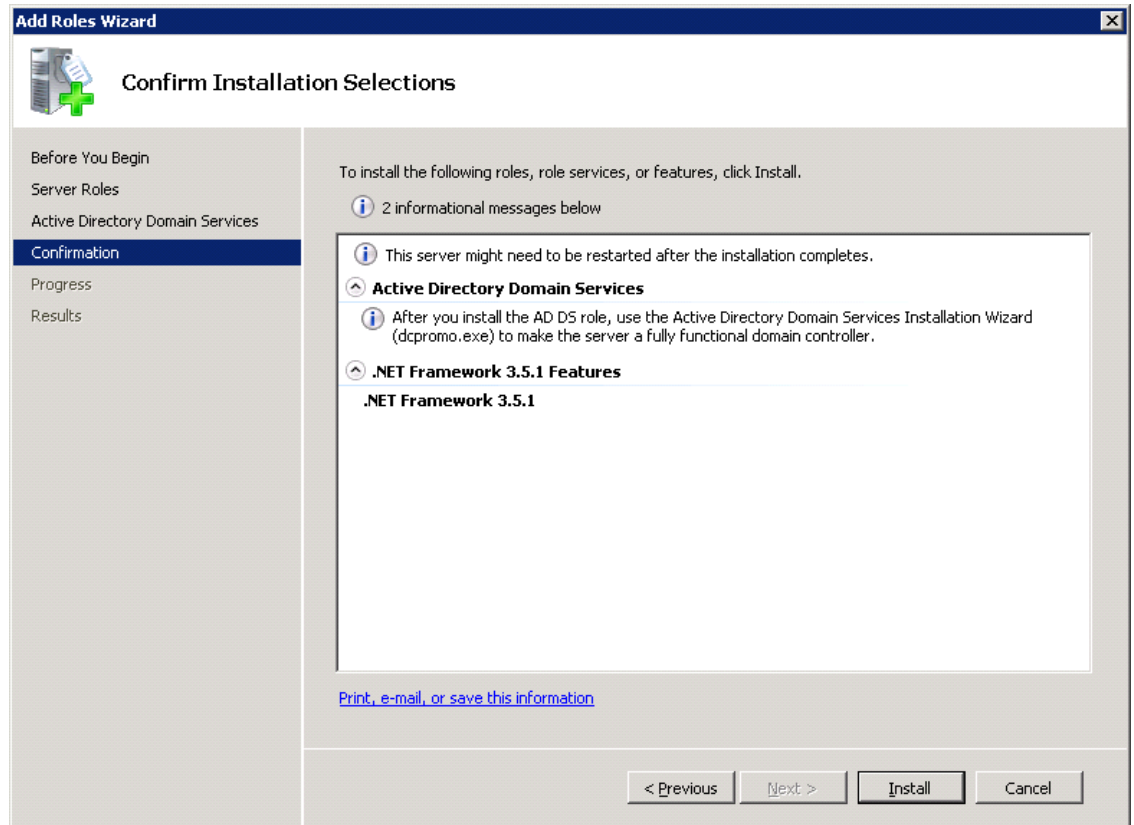 Add Roles Wizard
Confirm Installation Selections
Before You Begin
Server Roles
Active Directory Domain Services
Confirmation
Progress
Results
To install the following roles, role services, or features, click Install.
2 informational messages below
This server might need to be restarted after the installation completes.
Active Directory Domain Services
After you install the AD DS role, use the Active Directory Domain Services Installation Wizard
(dcpromo.exe) to make the server a fully functional domain controller.
.NET Framework 3.5.1 Features
.NET Framework 3.5.1
Print, e-mail, or save this information
< Previous
Next >
Install
Cancel